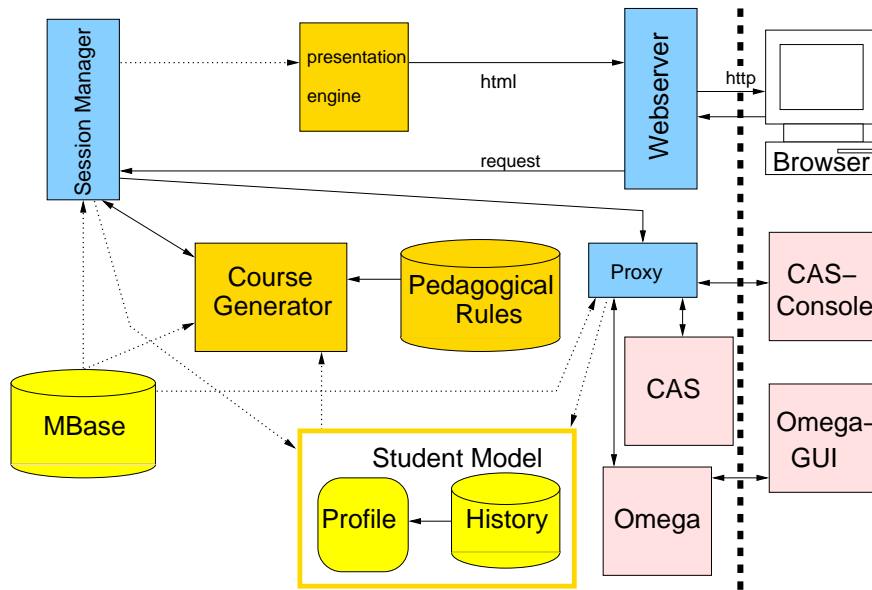 Session Manager
presentation
engine
html
Webserver
http
Browser
request
Course
Generator
Pedagogical
Rules
Proxy
CAS–
Console
MBase
CAS
Student Model
Profile
History
Omega
Omega–
GUI